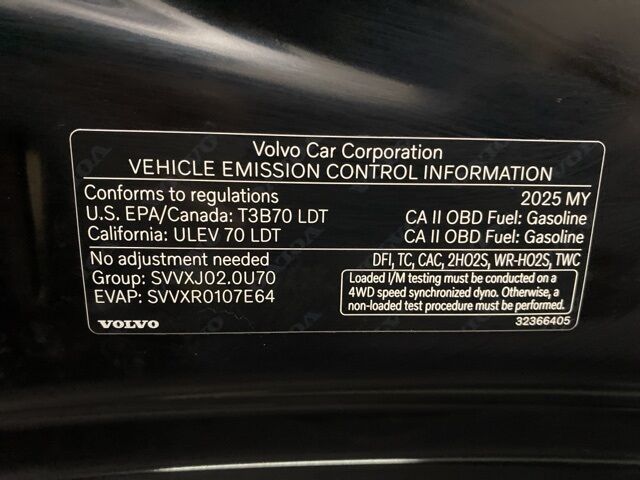 Volvo Car Corporation
VEHICLE EMISSION CONTROL INFORMATION
Conforms to regulations 2025 MY
U.S. EPA/Canada: T3B70 LDT CA II OBD Fuel: Gasoline
California: ULEV 70 LDT CA II OBD Fuel: Gasoline
No adjustment needed DFI, TC, CAC, 2HO2S, WR-HO2S, TWC
Group: SVVXJ02.0U70
EVAP: SVVXR0107E64
Loaded I/M testing must be conducted on a
4WD speed synchronized dyno. Otherwise, a
non-loaded test procedure must be performed.
VOLVO 32366405